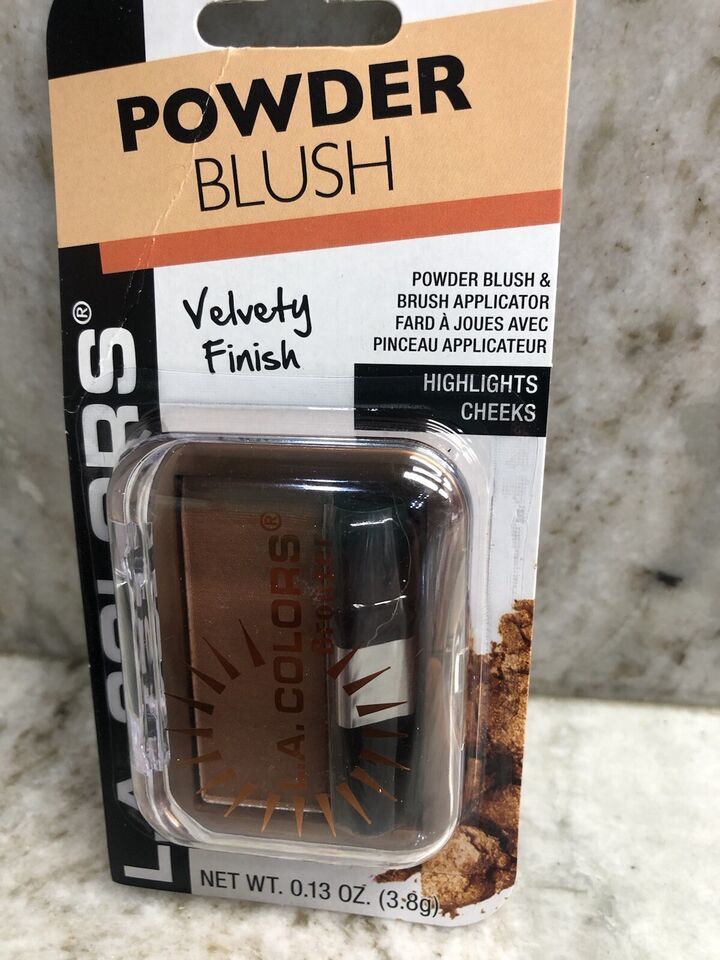 POWDER
BLUSH
Velvety
Finish
POWDER BLUSH &
BRUSH APPLICATOR
FARD À JOUES AVEC
PINCEAU APPLICATEUR
HIGHLIGHTS
CHEEKS
L.A. COLORS®
L.A. COLORS®
Bronzer
NET WT. 0.13 OZ. (3.8g)